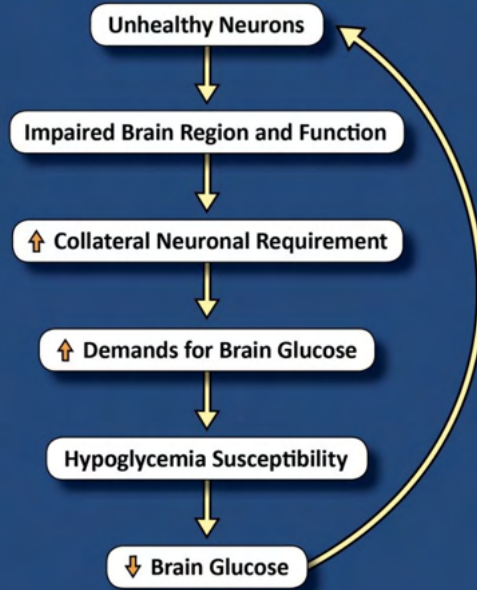 Unhealthy Neurons
Impaired Brain Region and Function
↑ Collateral Neuronal Requirement
↑ Demands for Brain Glucose
Hypoglycemia Susceptibility
↓ Brain Glucose